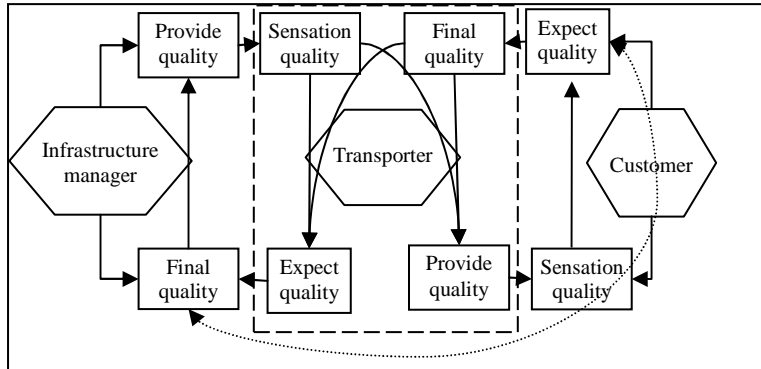 Provide
quality
Sensation
quality
Final
quality
Expect
quality
Infrastructure
manager
Transporter
Customer
Final
quality
Expect
quality
Provide
quality
Sensation
quality